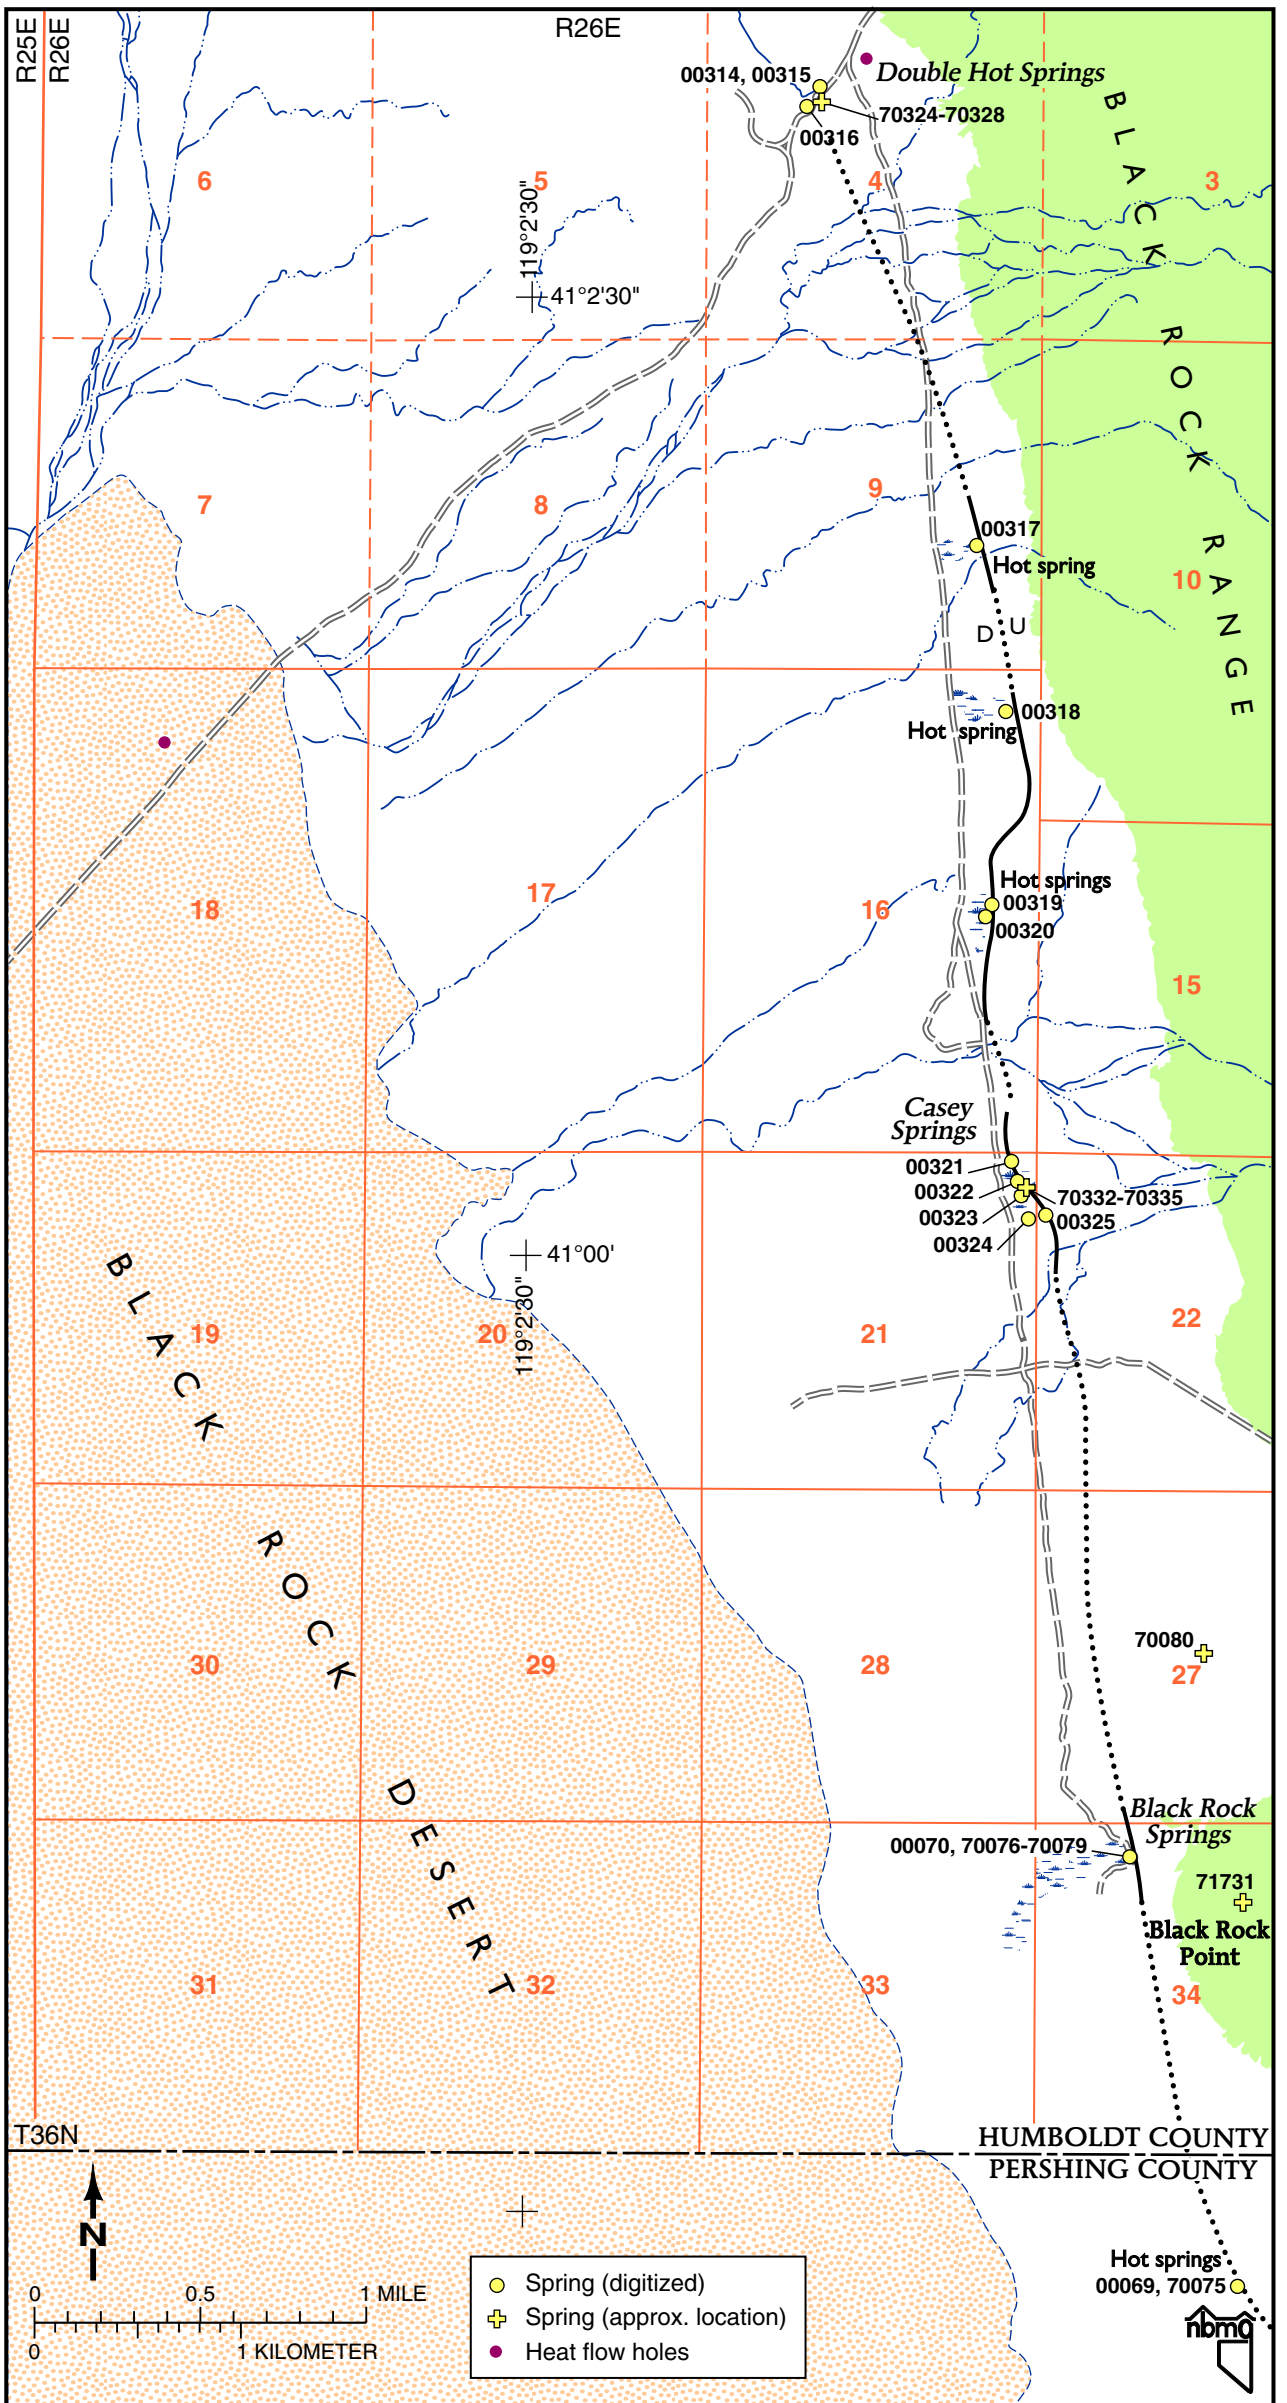 R25E
R26E
R26E
00314, 00315
Double Hot Springs
70324-70328
00316
6
5
4
3
119°2'30"
41°2'30"
BLACK ROCK RANGE
7
8
9
10
00317
Hot spring
D U
00318
Hot spring
18
17
16
15
Hot springs
00319
00320
Casey
Springs
00321
00322
00323
00324
70332-70335
00325
41°00'
119°2'30"
19
20
21
22
BLACK ROCK DESERT
30
29
28
27
70080
Black Rock
Springs
00070, 70076-70079
71731
Black Rock
Point
31
32
33
34
T36N
HUMBOLDT COUNTY
PERSHING COUNTY
N
0 0.5 1 MILE
0 1 KILOMETER
Spring (digitized)
Spring (approx. location)
Heat flow holes
Hot springs
00069, 70075
nbmg